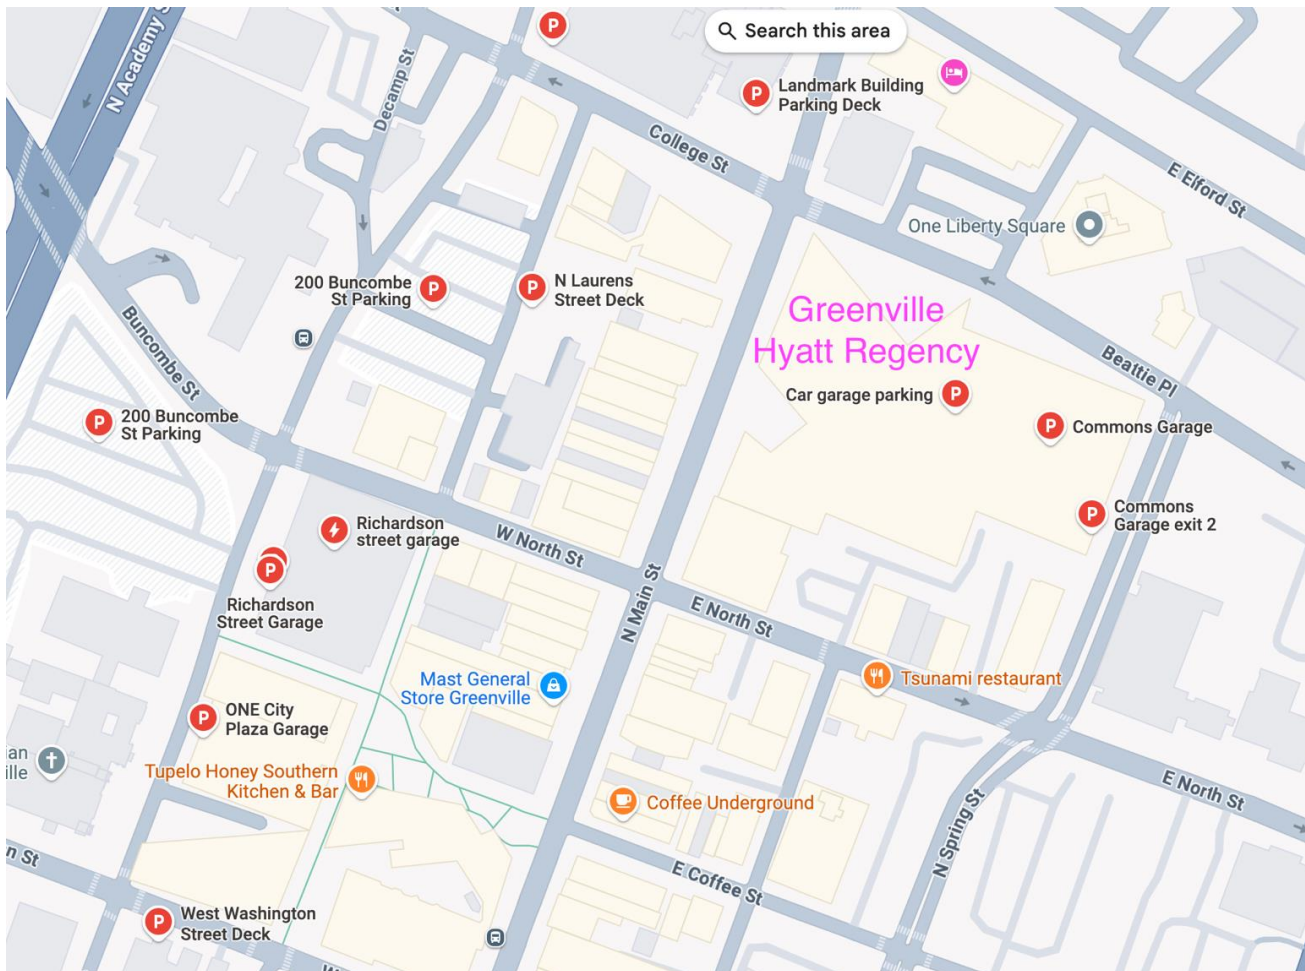 Search this area
N Academy S
Decamp St
Landmark Building
Parking Deck
College St
E Elford St
One Liberty Square
200 Buncombe
St Parking
N Laurens
Street Deck
Greenville
Hyatt Regency
Buncombe St
Beattie Pl
Car garage parking
200 Buncombe
St Parking
Commons Garage
Richardson
street garage
W North St
Commons
Garage exit 2
N Main St
E North St
Richardson
Street Garage
Mast General
Store Greenville
Tsunami restaurant
ONE City
Plaza Garage
an
ille
Tupelo Honey Southern
Kitchen & Bar
Coffee Underground
E North St
N Spring St
n St
E Coffee St
West Washington
Street Deck
W
P
P
P
P
P
P
P
P
P
P
P